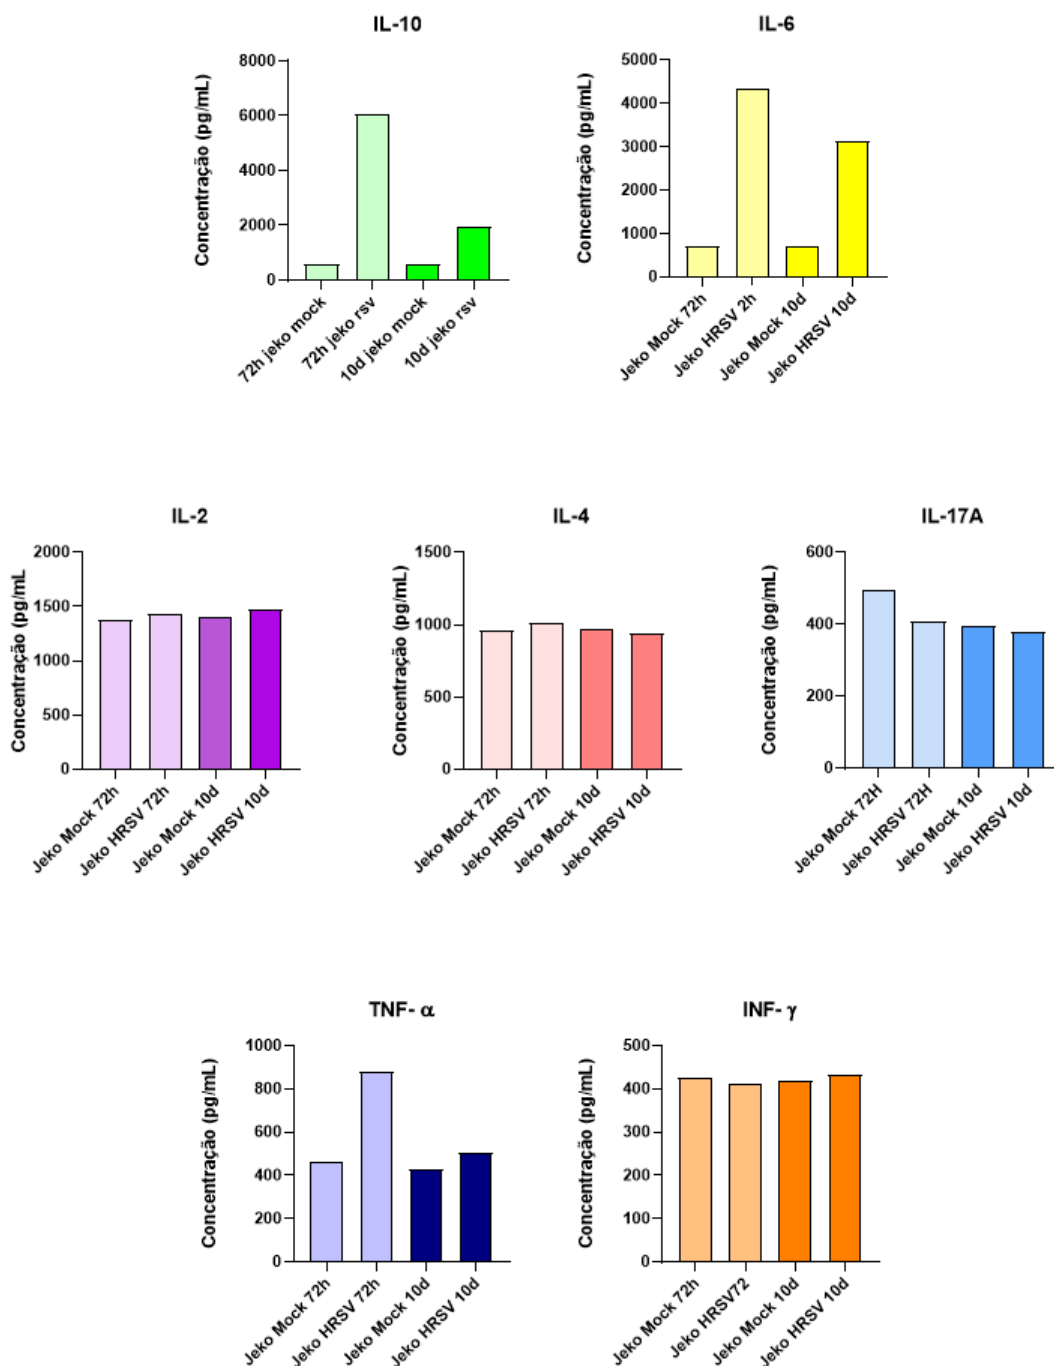 IL-10
Concentração (pg/mL)
8000
6000
4000
2000
0
72h jeko mock
72h jeko rsv
10d jeko mock
10d jeko rsv
IL-6
Concentração (pg/mL)
5000
4000
3000
2000
1000
0
Jeko Mock 72h
Jeko HRSV 2h
Jeko Mock 10d
Jeko HRSV 10d
IL-2
Concentração (pg/mL
2000
1500
1000
500
0
Jeko Mock 72h
Jeko HRSV 72h
Jeko Mock 10d
Jeko HRSV 10d
IL-4
Concentração (pg/mL)
1500
1000
500
0
Jeko Mock 72h
Jeko HRSV 72h
Jeko Mock 10d
Jeko HRSV 10d
IL-17A
Concentração (pg/mL)
600
400
200
0
Jeko Mock 72H
Jeko HRSV 72H
Jeko Mock 10d
Jeko HRSV 10d
TNF- α
Concentração (pg/mL)
1000
800
600
400
200
0
Jeko Mock 72h
Jeko HRSV 72h
Jeko Mock 10d
Jeko HRSV 10d
INF- γ
Concentração (pg/mL)
500
400
300
200
100
0
Jeko Mock 72h
Jeko HRSV72
Jeko Mock 10d
Jeko HRSV 10d